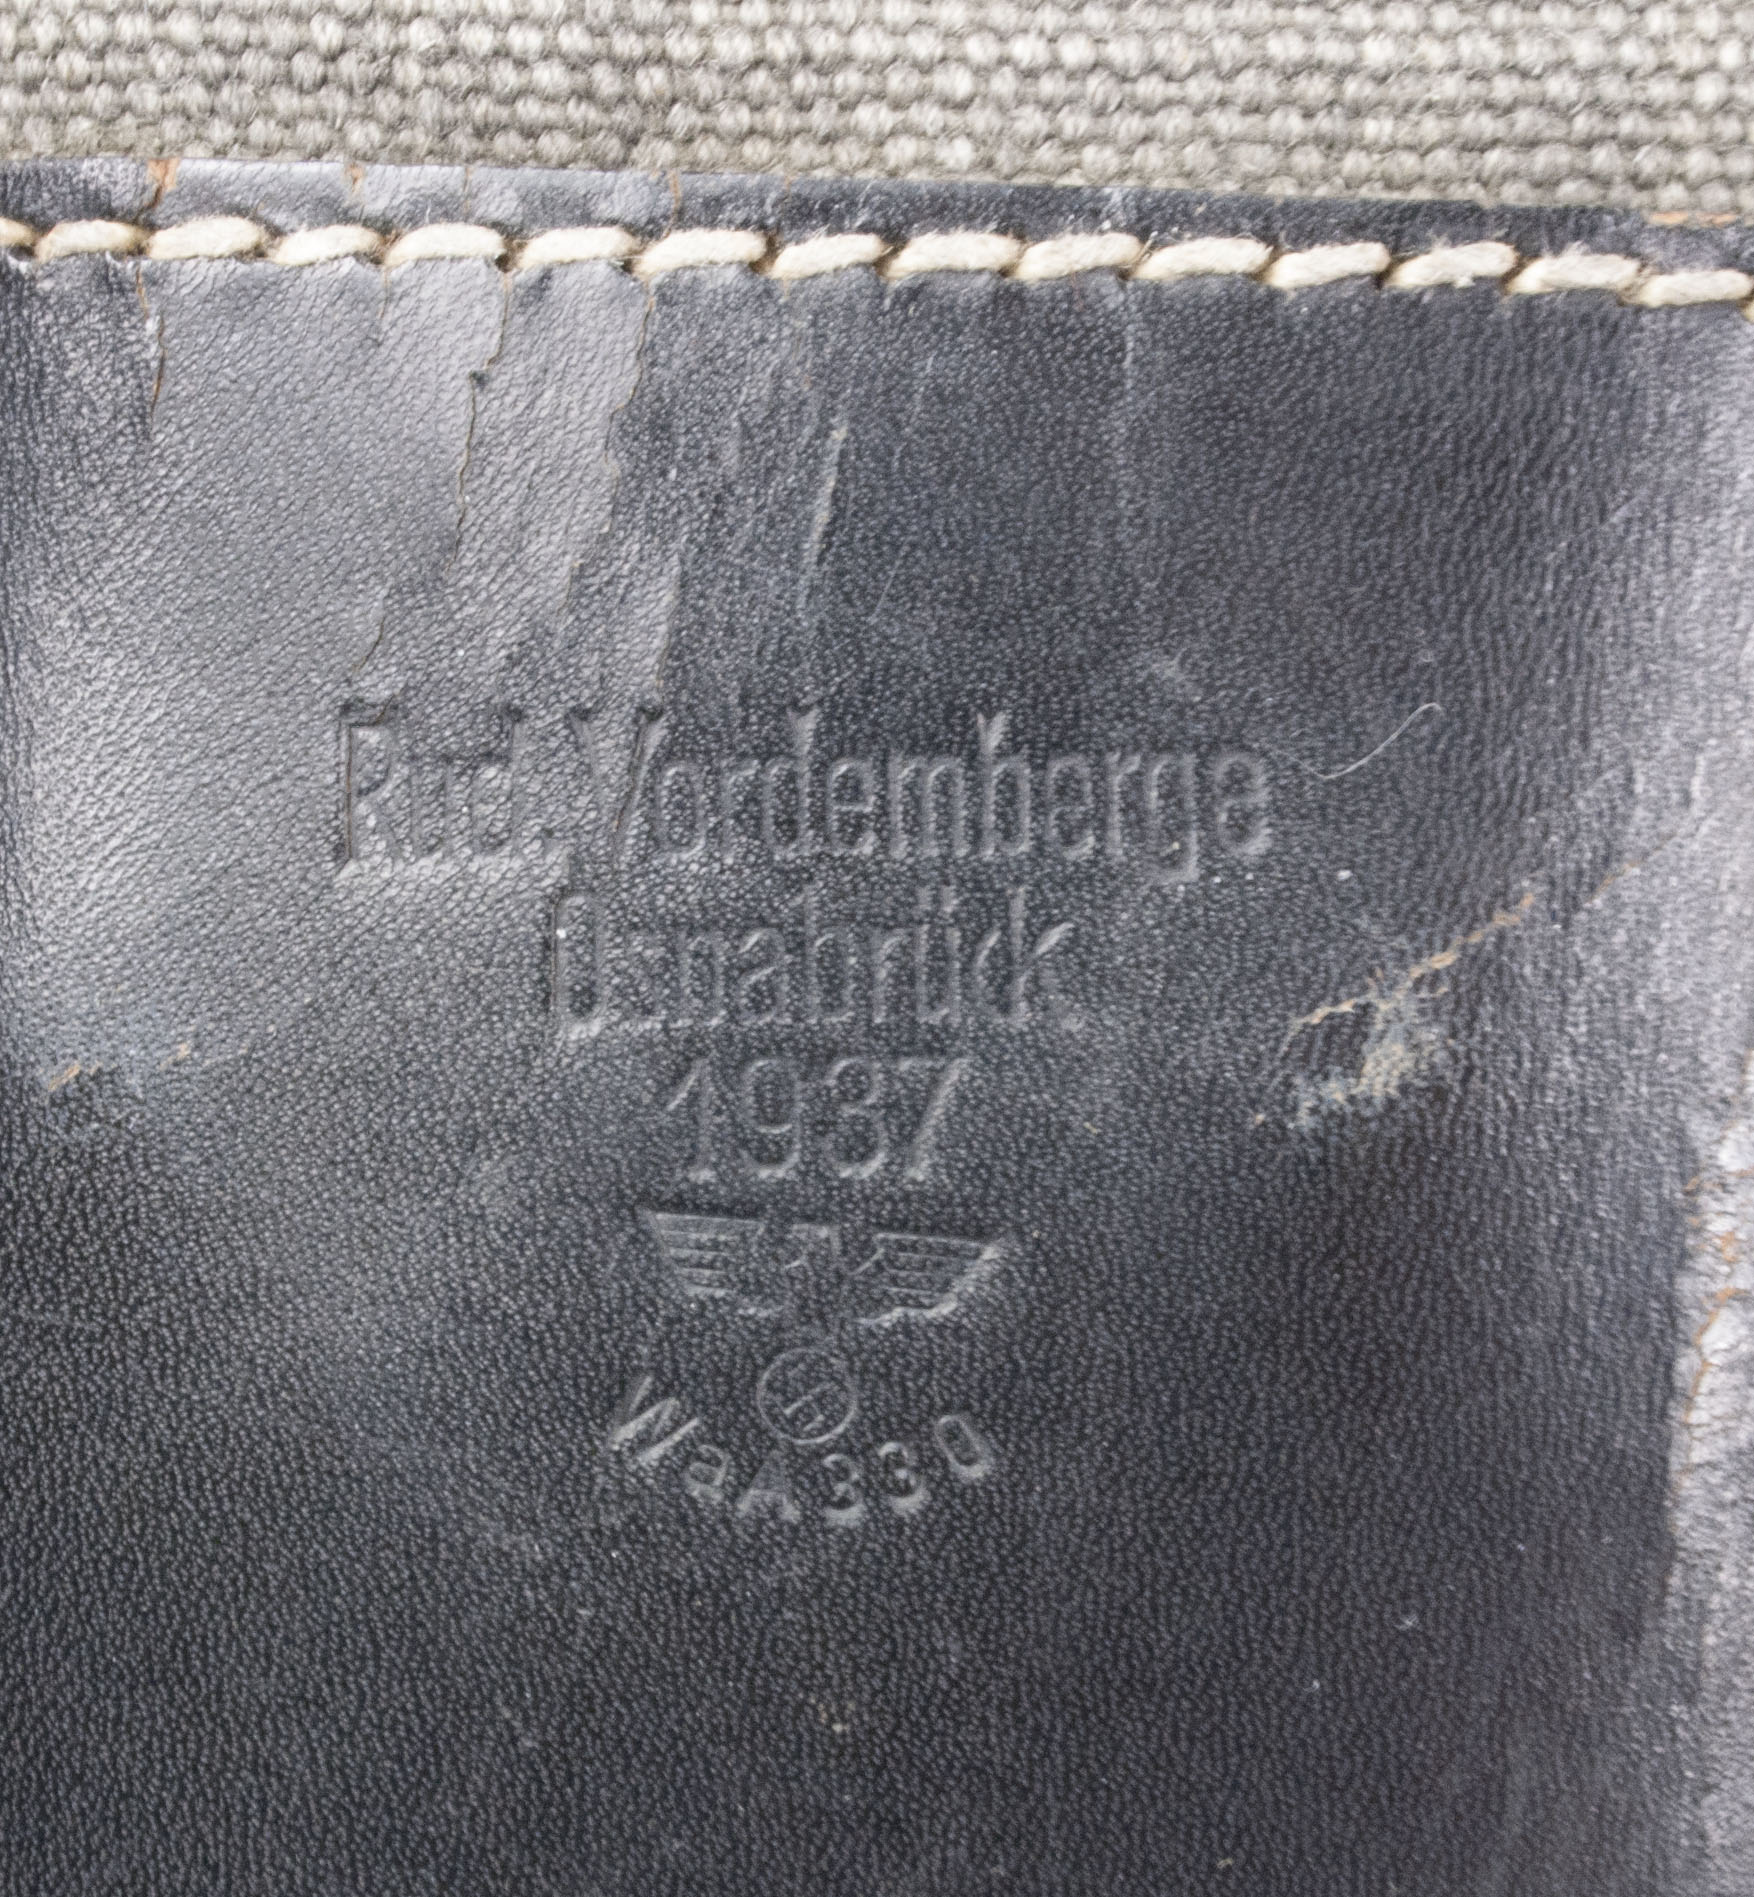 Rud. Vordemberge
Osnabrück
1937
WaA330